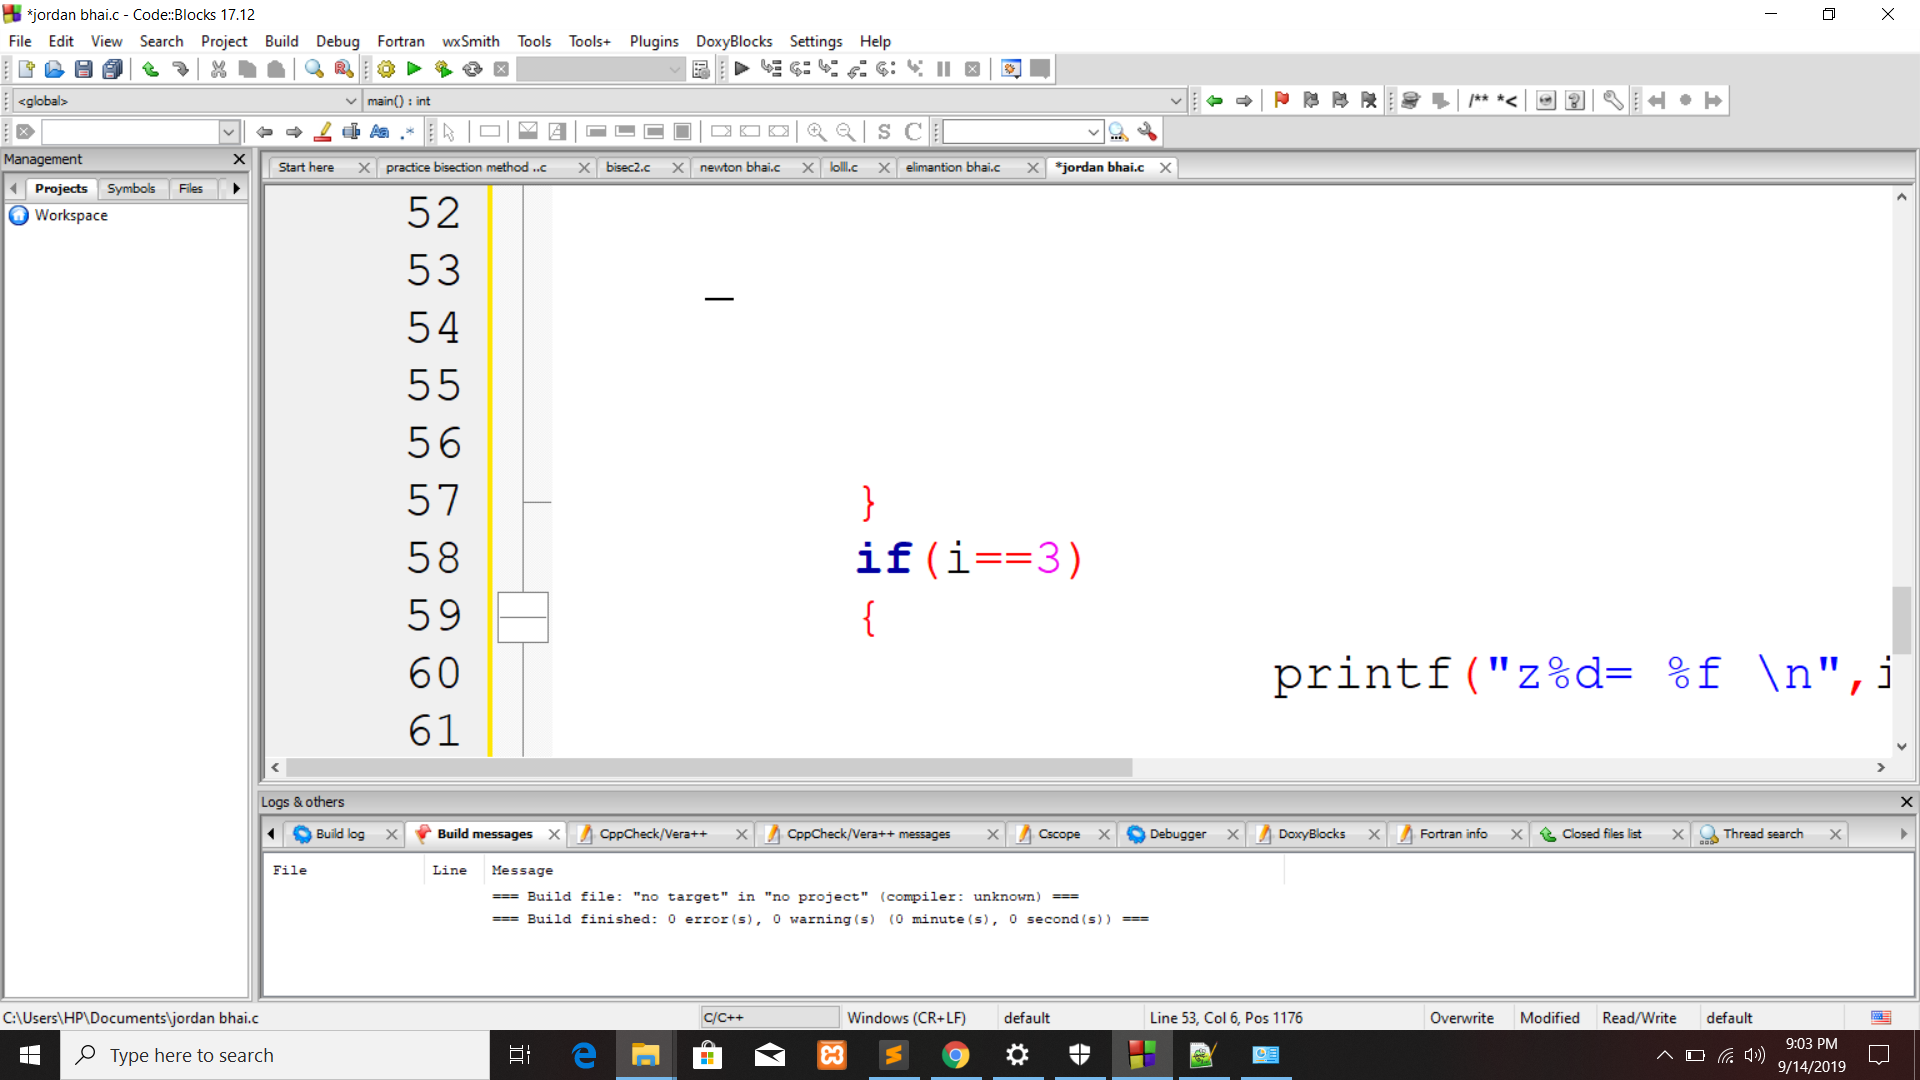 *jordan bhai.c - Code::Blocks 17.12
File Edit View Search Project Build Debug Fortran wxSmith Tools Tools+ Plugins DoxyBlocks Settings Help
<global> main() : int /** *<
S C
Management
Start here practice bisection method ..c bisec2.c newton bhai.c lolll.c elimantion bhai.c *jordan bhai.c
Projects Symbols Files
Workspace
52
53
54
55
56
57 }
58 if(i==3)
59 {
60 printf("z%d= %f \n",i
61
Logs & others
Build log Build messages CppCheck/Vera++ CppCheck/Vera++ messages Cscope Debugger DoxyBlocks Fortran info Closed files list Thread search
File Line Message
=== Build file: "no target" in "no project" (compiler: unknown) ===
=== Build finished: 0 error(s), 0 warning(s) (0 minute(s), 0 second(s)) ===
C:\Users\HP\Documents\jordan bhai.c C/C++ Windows (CR+LF) default Line 53, Col 6, Pos 1176 Overwrite Modified Read/Write default
Type here to search
9:03 PM
9/14/2019